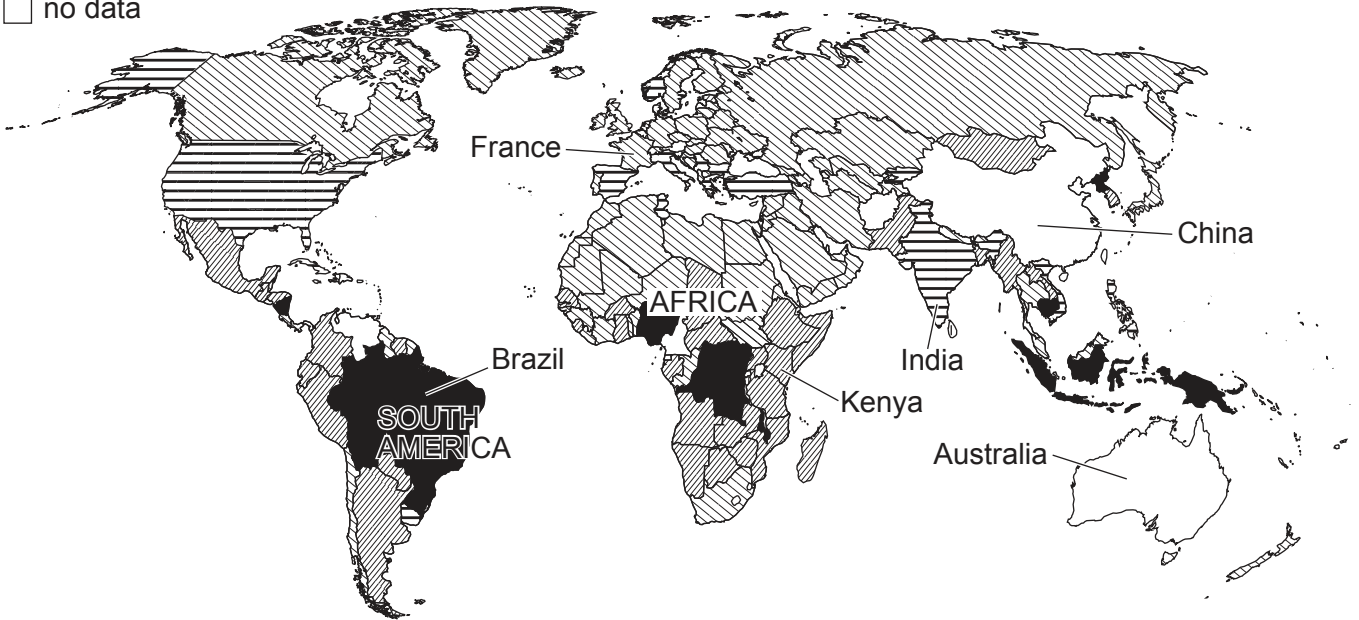 no data
France
China
AFRICA
Brazil
India
Kenya
SOUTH
AMERICA
Australia